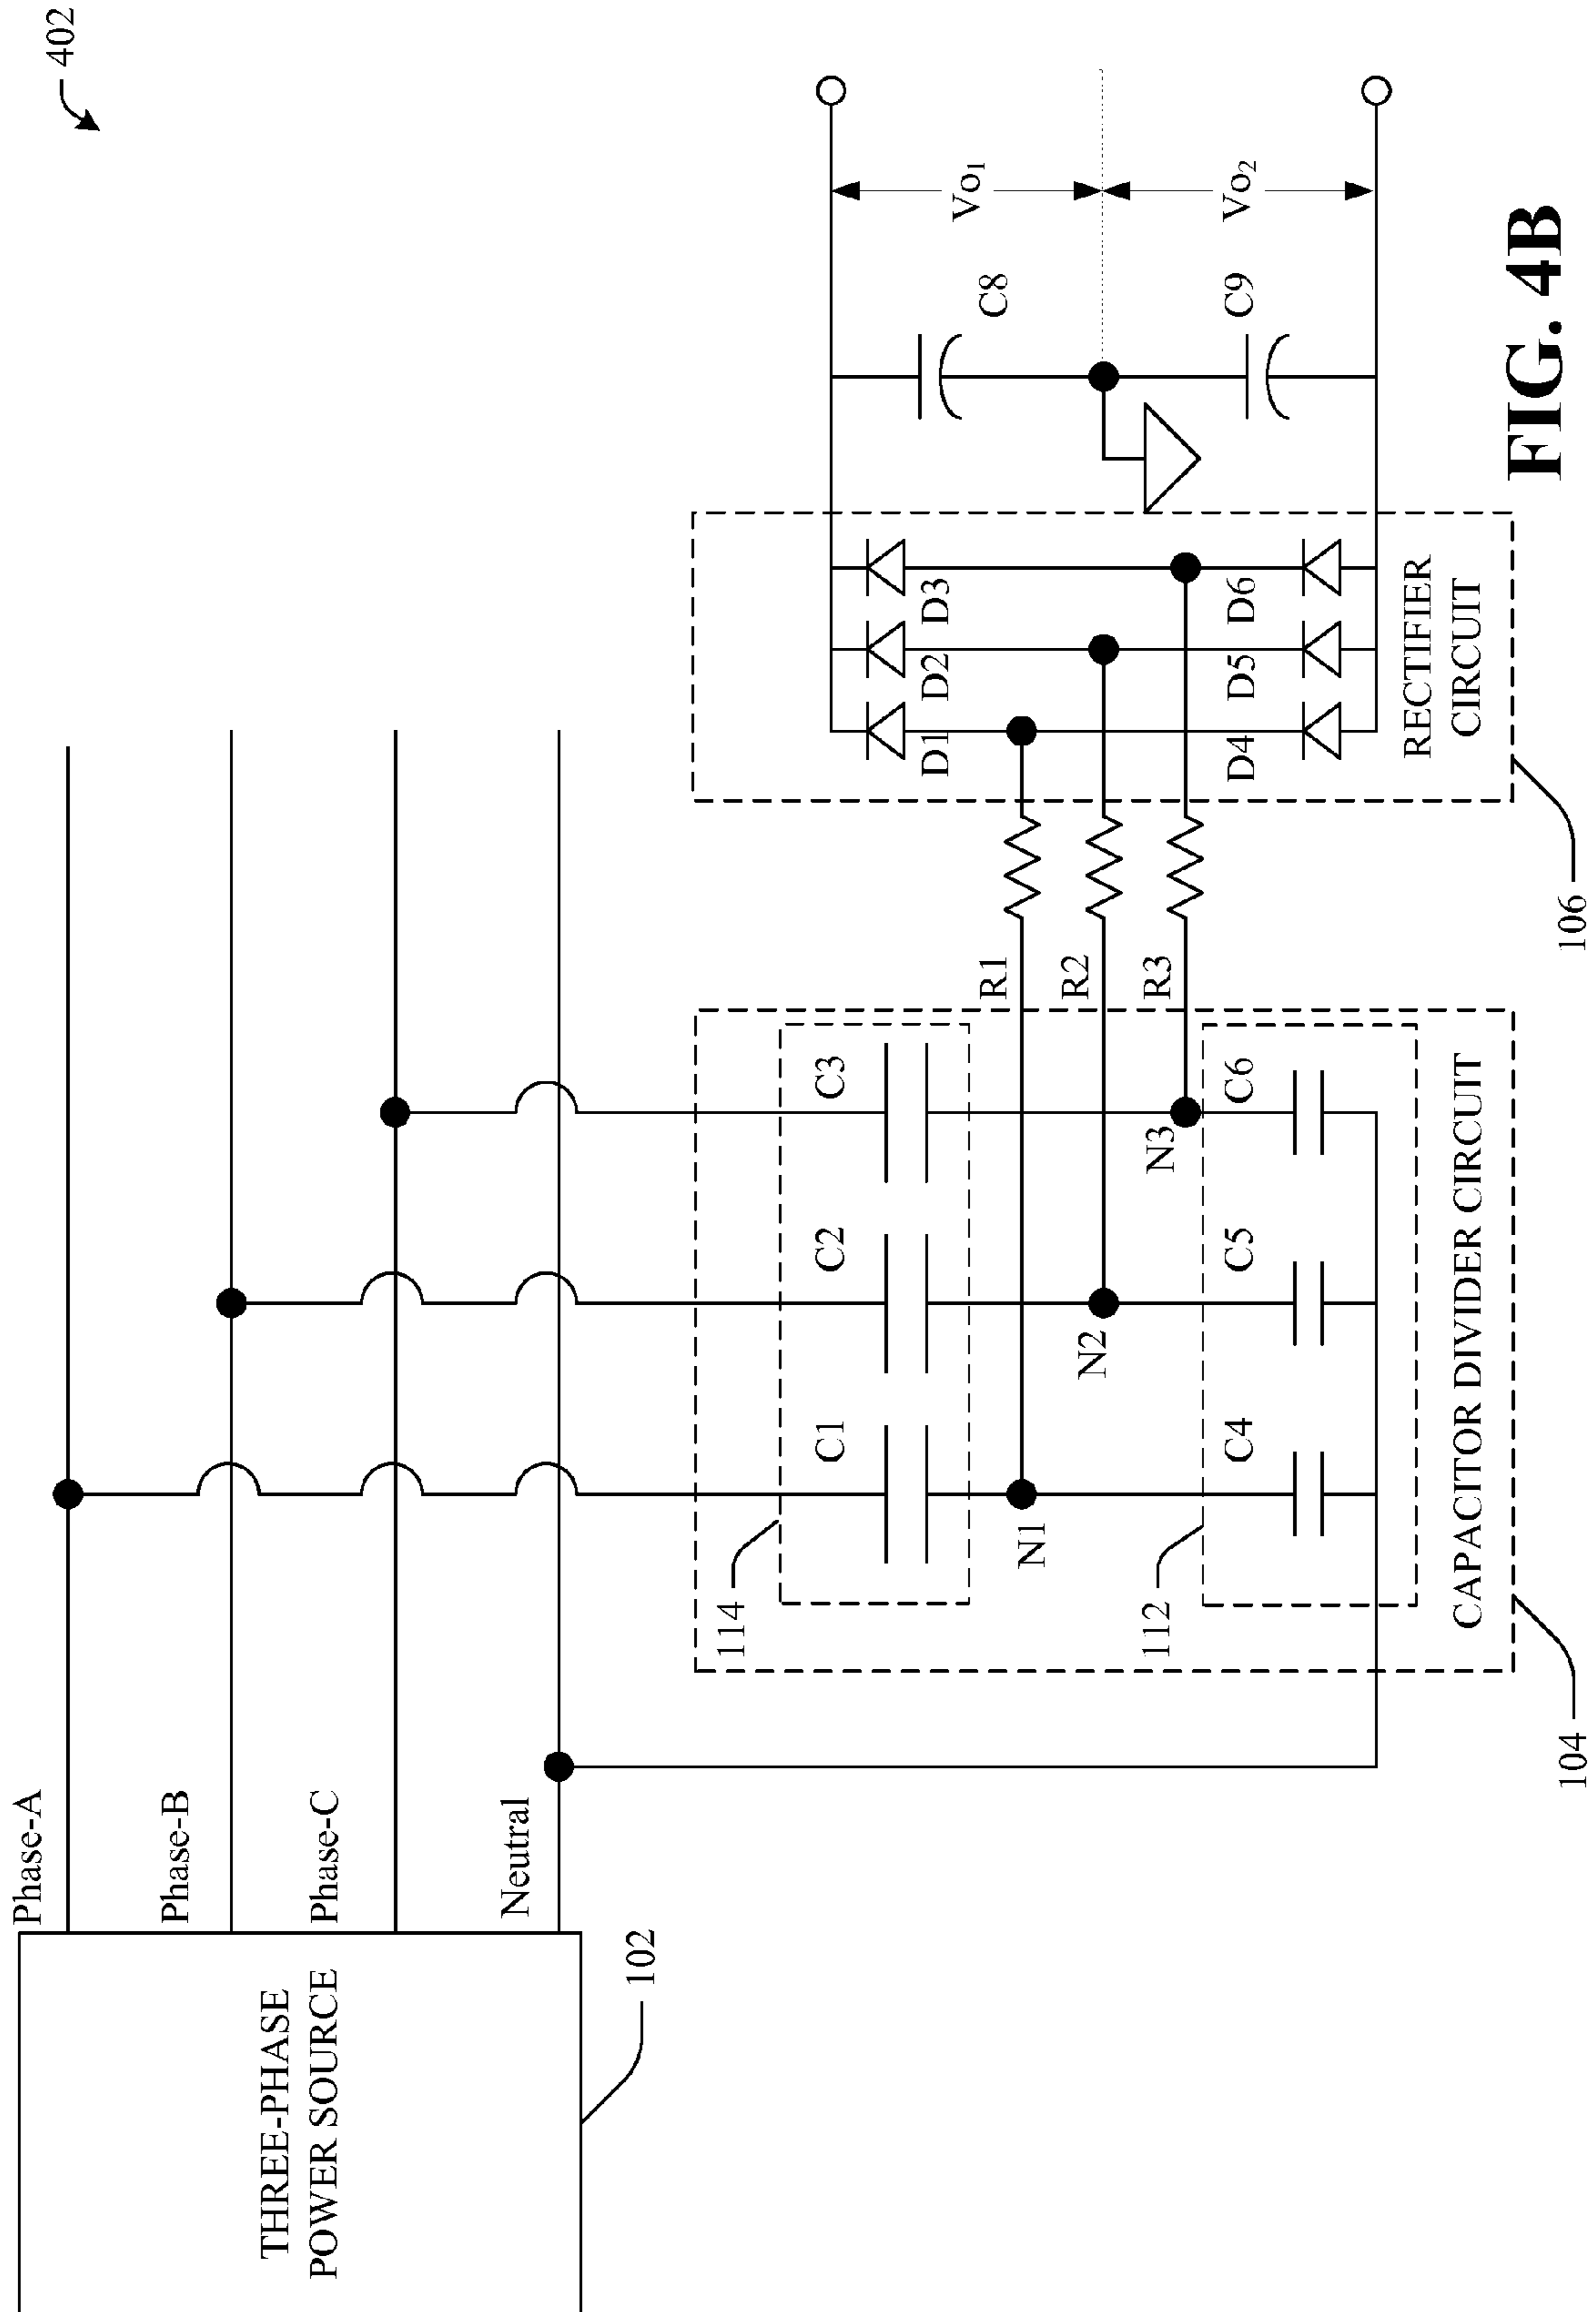 402
Phase-A
Phase-B
Phase-C
Neutral
THREE-PHASE
POWER SOURCE
102
114
C1
C2
C3
N1
N2
N3
R1
R2
R3
112
C4
C5
C6
CAPACITOR DIVIDER CIRCUIT
104
D1
D2
D3
D4
D5
D6
RECTIFIER
CIRCUIT
106
C8
C9
Vo1
Vo2
FIG. 4B